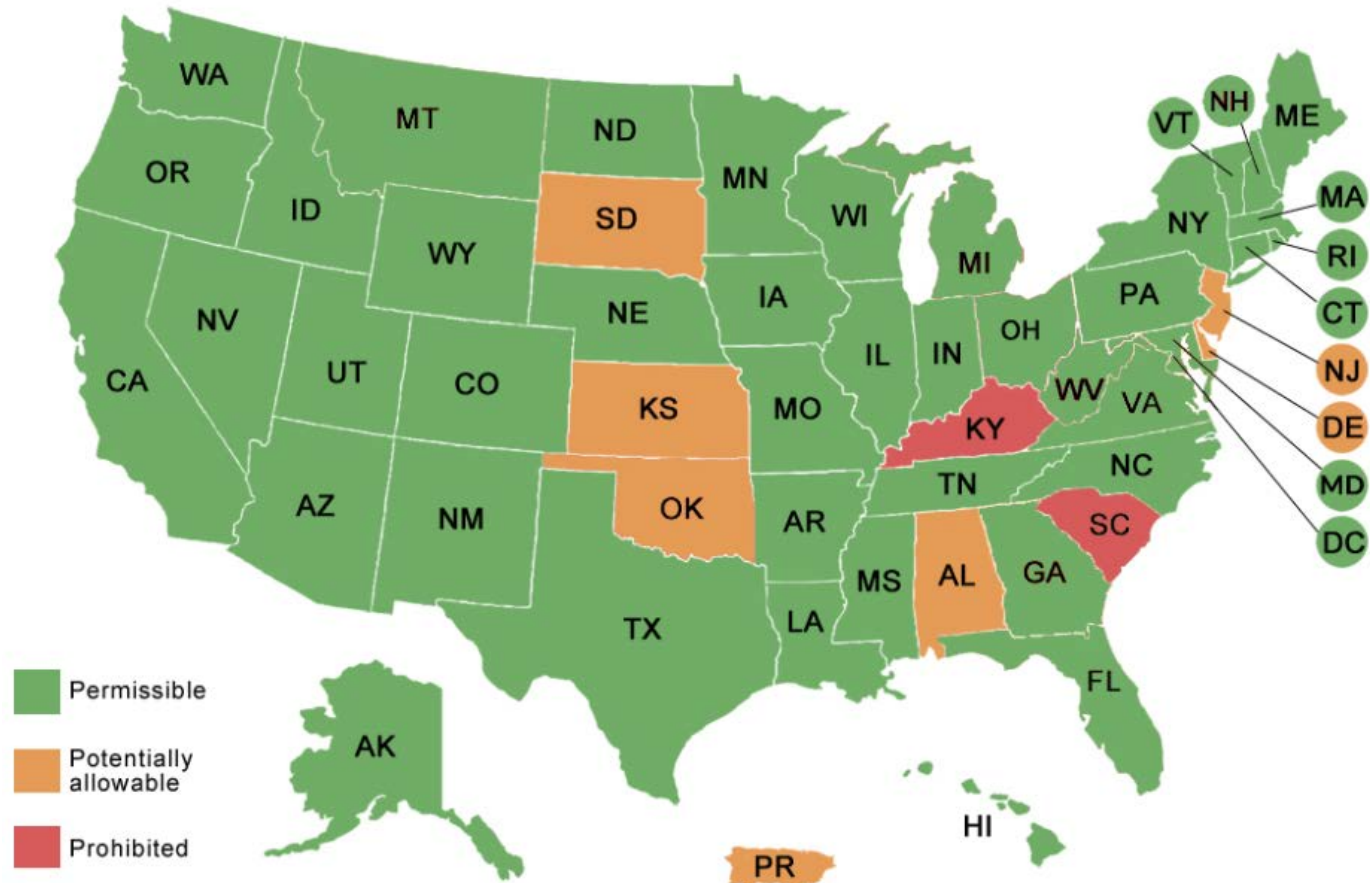 WA
MT
ND
MN
OR
ID
SD
WI
WY
MI
IA
NE
NV
UT
CO
CA
IL
IN
OH
PA
NY
VT
NH
ME
MA
RI
CT
NJ
DE
MD
DC
KS
MO
KY
WV
VA
NC
TN
AZ
NM
OK
AR
SC
MS
AL
GA
TX
LA
FL
AK
HI
PR
Permissible
Potentially
allowable
Prohibited